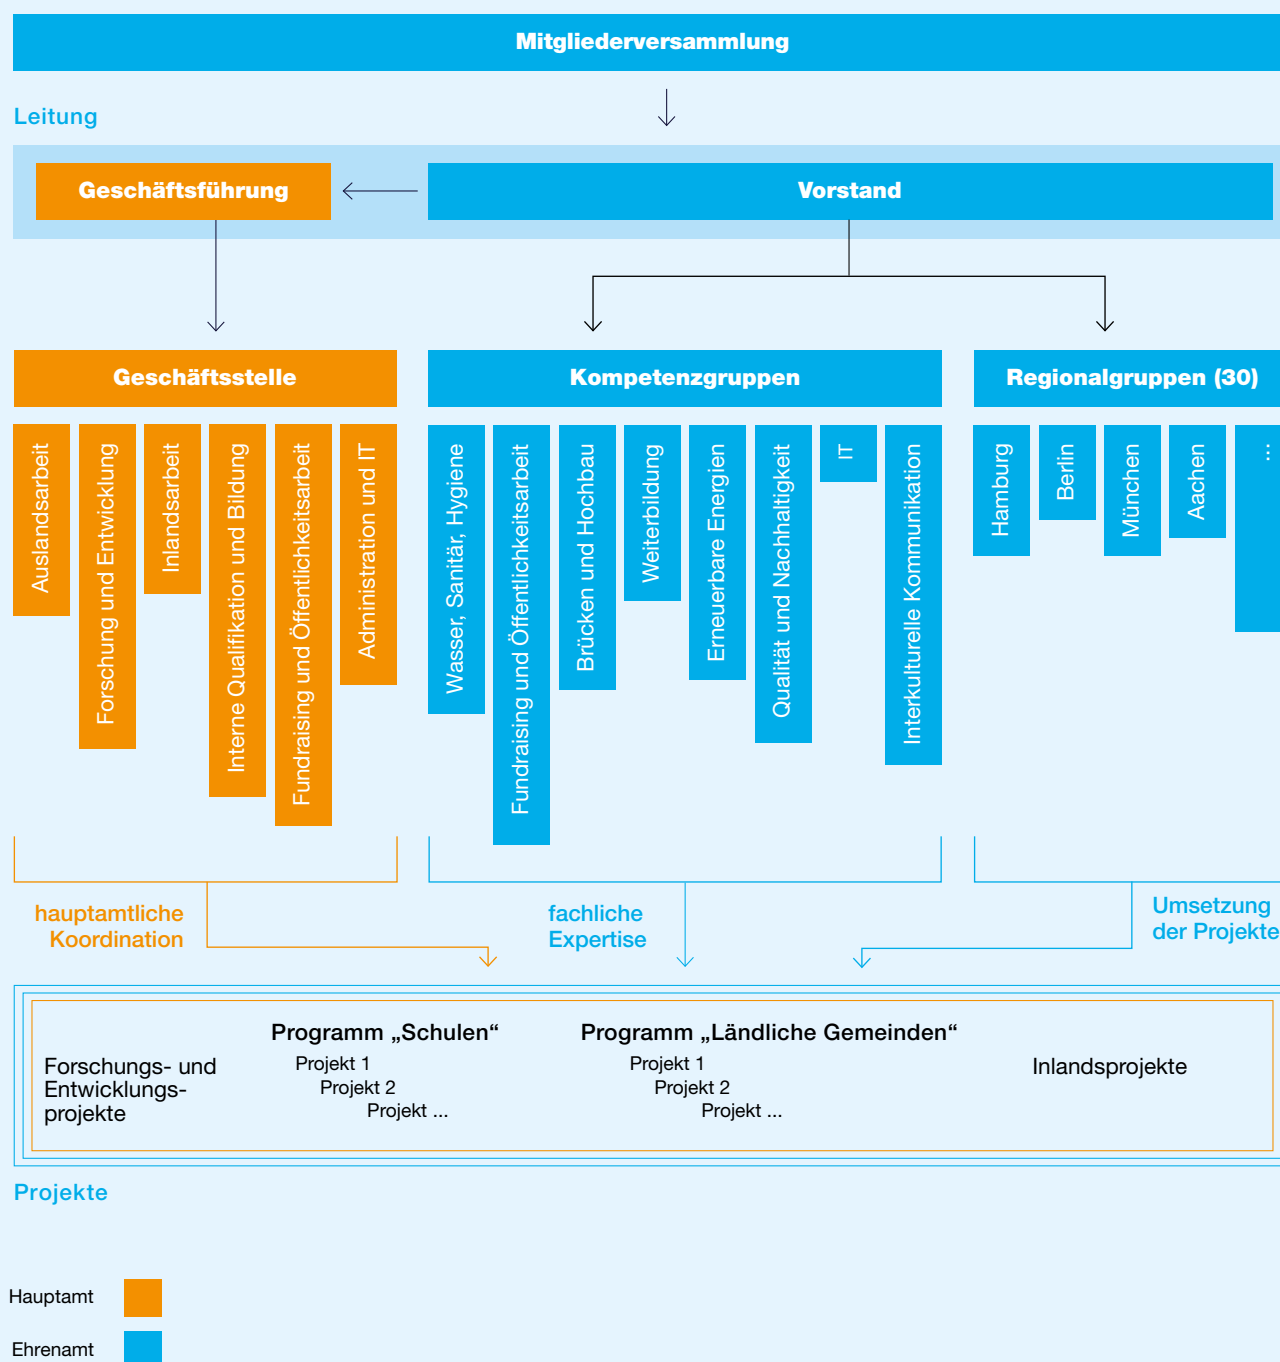 Mitgliederversammlung
Leitung
Geschäftsführung
Vorstand
Geschäftsstelle
Kompetenzgruppen
Regionalgruppen (30)
Auslandsarbeit
Forschung und Entwicklung
Inlandsarbeit
Interne Qualifikation und Bildung
Fundraising und Öffentlichkeitsarbeit
Administration und IT
Wasser, Sanitär, Hygiene
Fundraising und Öffentlichkeitsarbeit
Brücken und Hochbau
Weiterbildung
Erneuerbare Energien
Qualität und Nachhaltigkeit
IT
Interkulturelle Kommunikation
Hamburg
Berlin
München
Aachen
...
hauptamtliche
Koordination
fachliche
Expertise
Umsetzung
der Projekte
Forschungs- und
Entwicklungs-
projekte
Programm „Schulen“
Projekt 1
Projekt 2
Projekt ...
Programm „Ländliche Gemeinden“
Projekt 1
Projekt 2
Projekt ...
Inlandsprojekte
Projekte
Hauptamt
Ehrenamt